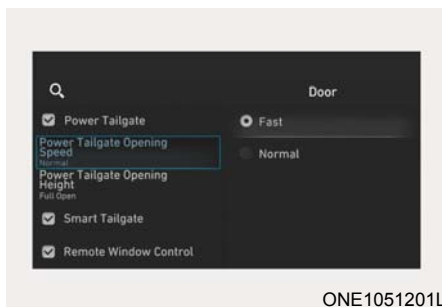 Door
Power Tailgate
Power Tailgate Opening
Speed
Normal
Power Tailgate Opening
Height
Full Open
Smart Tailgate
Remote Window Control
Fast
Normal
ONE1051201L